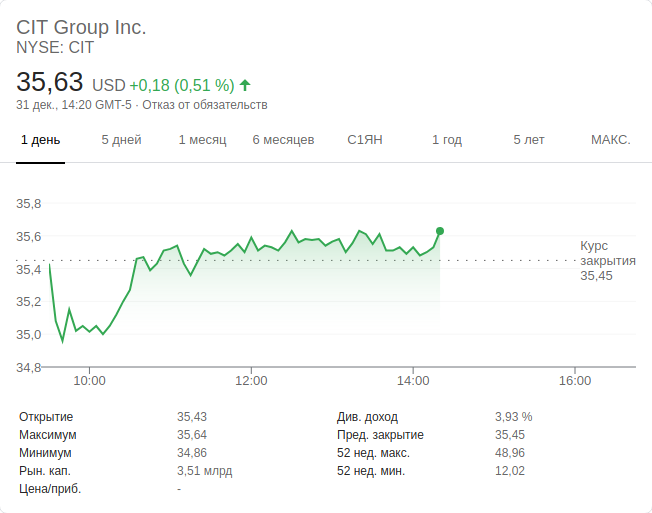 CIT Group Inc.
NYSE: CIT
35,63 USD +0,18 (0,51 %)
31 дек., 14:20 GMT-5 · Отказ от обязательств
1 день 5 дней 1 месяц 6 месяцев С1ЯН 1 год 5 лет МАКС.
35,8
35,6
Курс
закрытия
35,45
35,4
35,2
35,0
34,8
10:00 12:00 14:00 16:00
Открытие 35,43 Див. доход 3,93 %
Максимум 35,64 Пред. закрытие 35,45
Минимум 34,86 52 нед. макс. 48,96
Рын. кап. 3,51 млрд 52 нед. мин. 12,02
Цена/приб. -